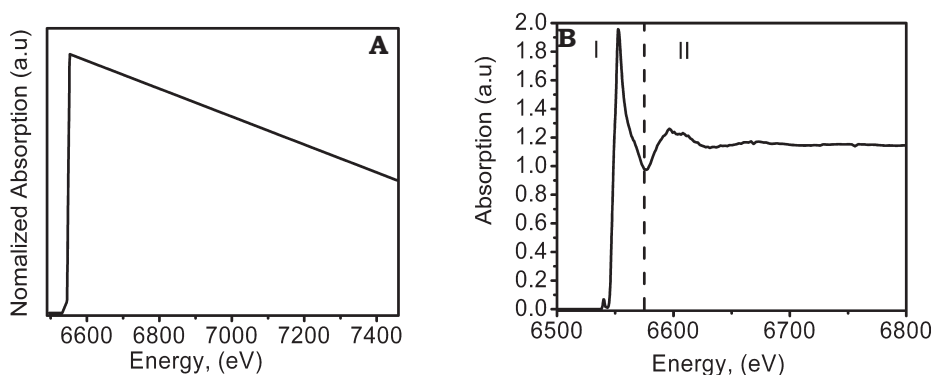 Nomalized Absorption (a.u)
A
6600 6800 7000 7200 7400
Energy, (eV)
Absorption (a.u)
2.0
1.8
1.6
1.4
1.2
1.0
0.8
0.6
0.4
0.2
0.0
B
I
II
6500 6600 6700 6800
Energy, (eV)